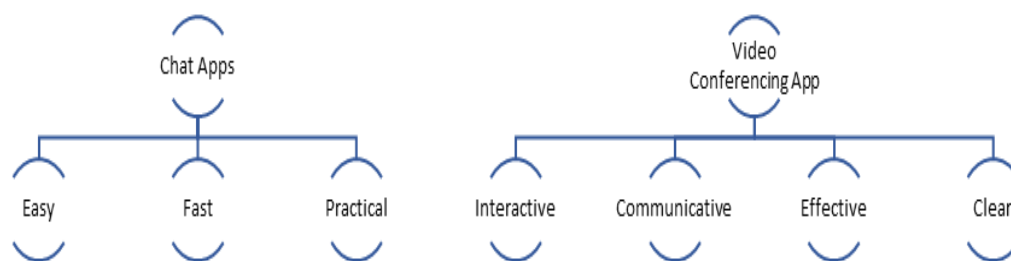 Chat Apps
Video
Conferencing App
Easy
Fast
Practical
Interactive
Communicative
Effective
Clear